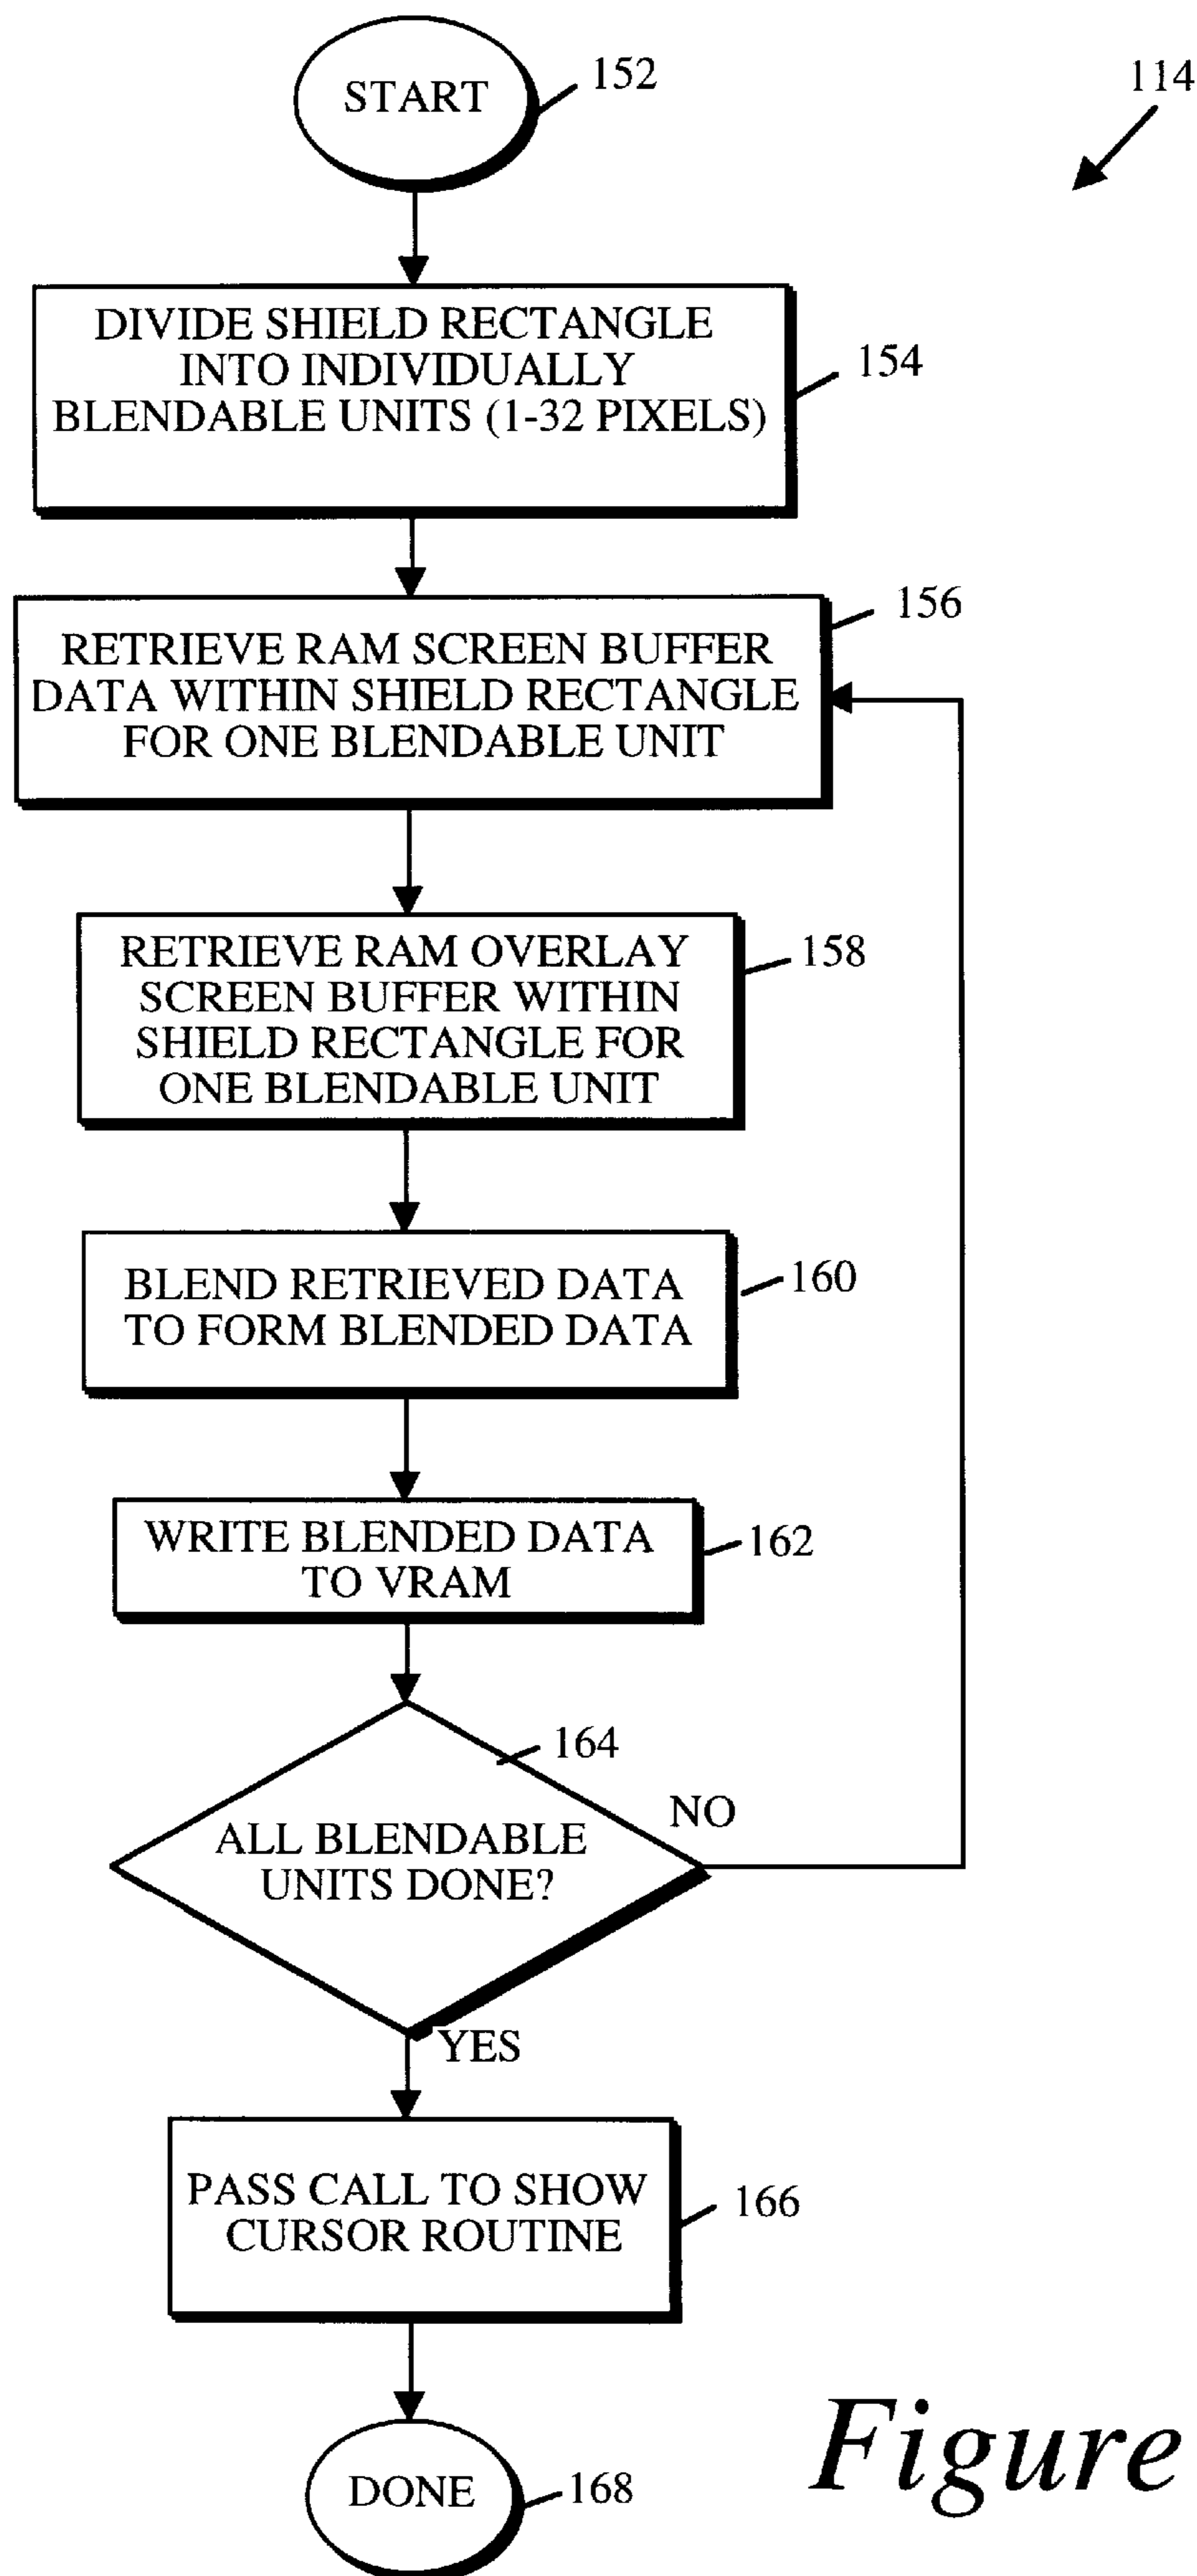 START
152
114
DIVIDE SHIELD RECTANGLE
INTO INDIVIDUALLY
BLENDABLE UNITS (1-32 PIXELS)
154
156
RETRIEVE RAM SCREEN BUFFER
DATA WITHIN SHIELD RECTANGLE
FOR ONE BLENDABLE UNIT
RETRIEVE RAM OVERLAY
SCREEN BUFFER WITHIN
SHIELD RECTANGLE FOR
ONE BLENDABLE UNIT
158
BLEND RETRIEVED DATA
TO FORM BLENDED DATA
160
WRITE BLENDED DATA
TO VRAM
162
164
ALL BLENDABLE
UNITS DONE?
NO
YES
PASS CALL TO SHOW
CURSOR ROUTINE
166
DONE
168
Figure